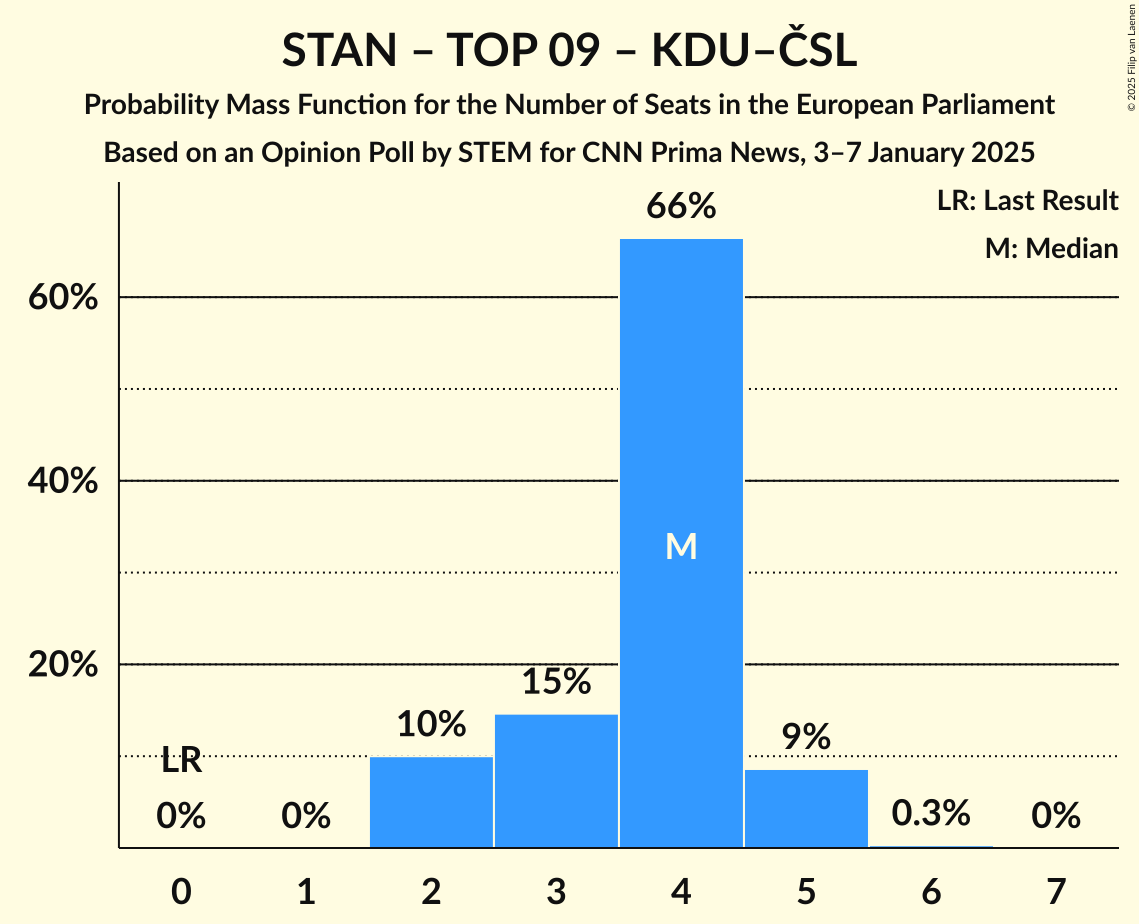 STAN – TOP 09 – KDU–ČSL
Probability Mass Function for the Number of Seats in the European Parliament
Based on an Opinion Poll by STEM for CNN Prima News, 3–7 January 2025
© 2025 Filip van Laenen
LR: Last Result
M: Median
66%
60%
40%
M
20%
15%
10%
9%
LR
0%
0%
0.3%
0%
0 1 2 3 4 5 6 7